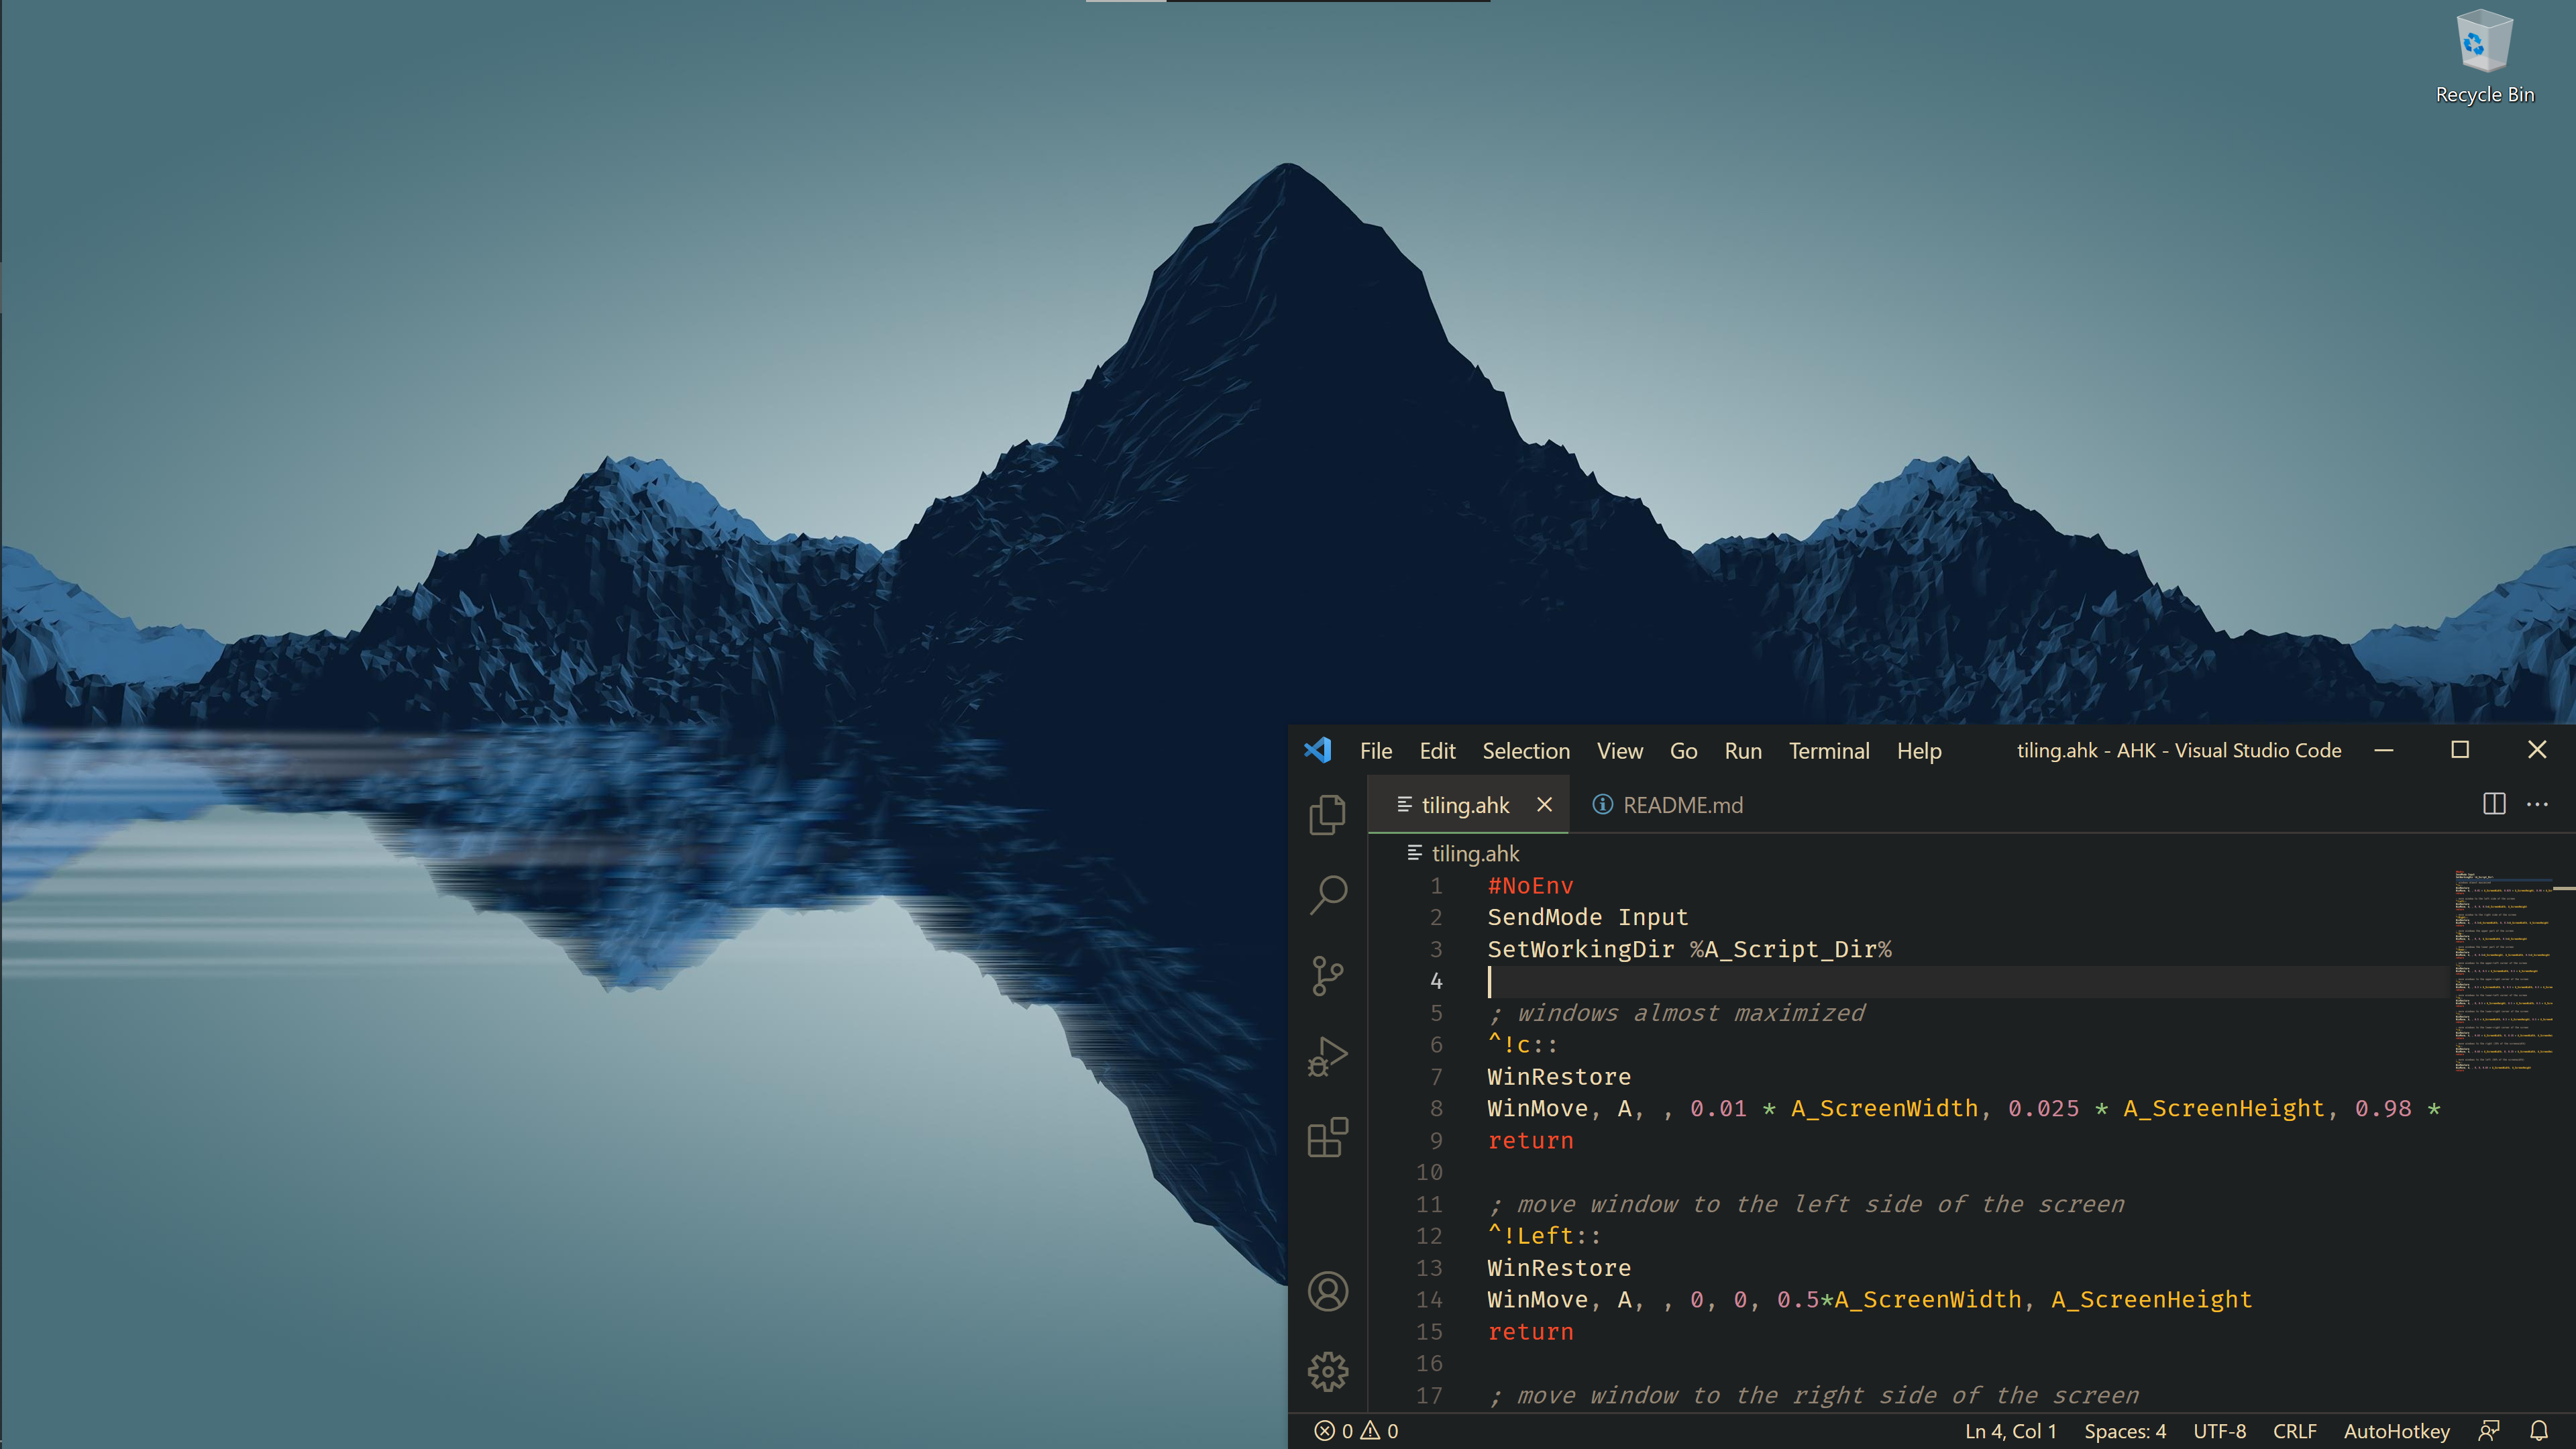 Recycle Bin
File Edit Selection View Go Run Terminal Help tiling.ahk - AHK - Visual Studio Code
tiling.ahk README.md
tiling.ahk
1 #NoEnv
2 SendMode Input
3 SetWorkingDir %A_Script_Dir%
4
5 ; windows almost maximized
6 ^!c::
7 WinRestore
8 WinMove, A, , 0.01 * A_ScreenWidth, 0.025 * A_ScreenHeight, 0.98 *
9 return
10
11 ; move window to the left side of the screen
12 ^!Left::
13 WinRestore
14 WinMove, A, , 0, 0, 0.5*A_ScreenWidth, A_ScreenHeight
15 return
16
17 ; move window to the right side of the screen
0 0 Ln 4, Col 1 Spaces: 4 UTF-8 CRLF AutoHotkey